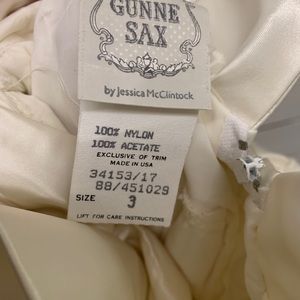 GUNNE
SAX
by Jessica McClintock
100% NYLON
100% ACETATE
EXCLUSIVE OF TRIM
MADE IN USA
34153/17
88/451029
SIZE 3
LIFT FOR CARE INSTRUCTIONS